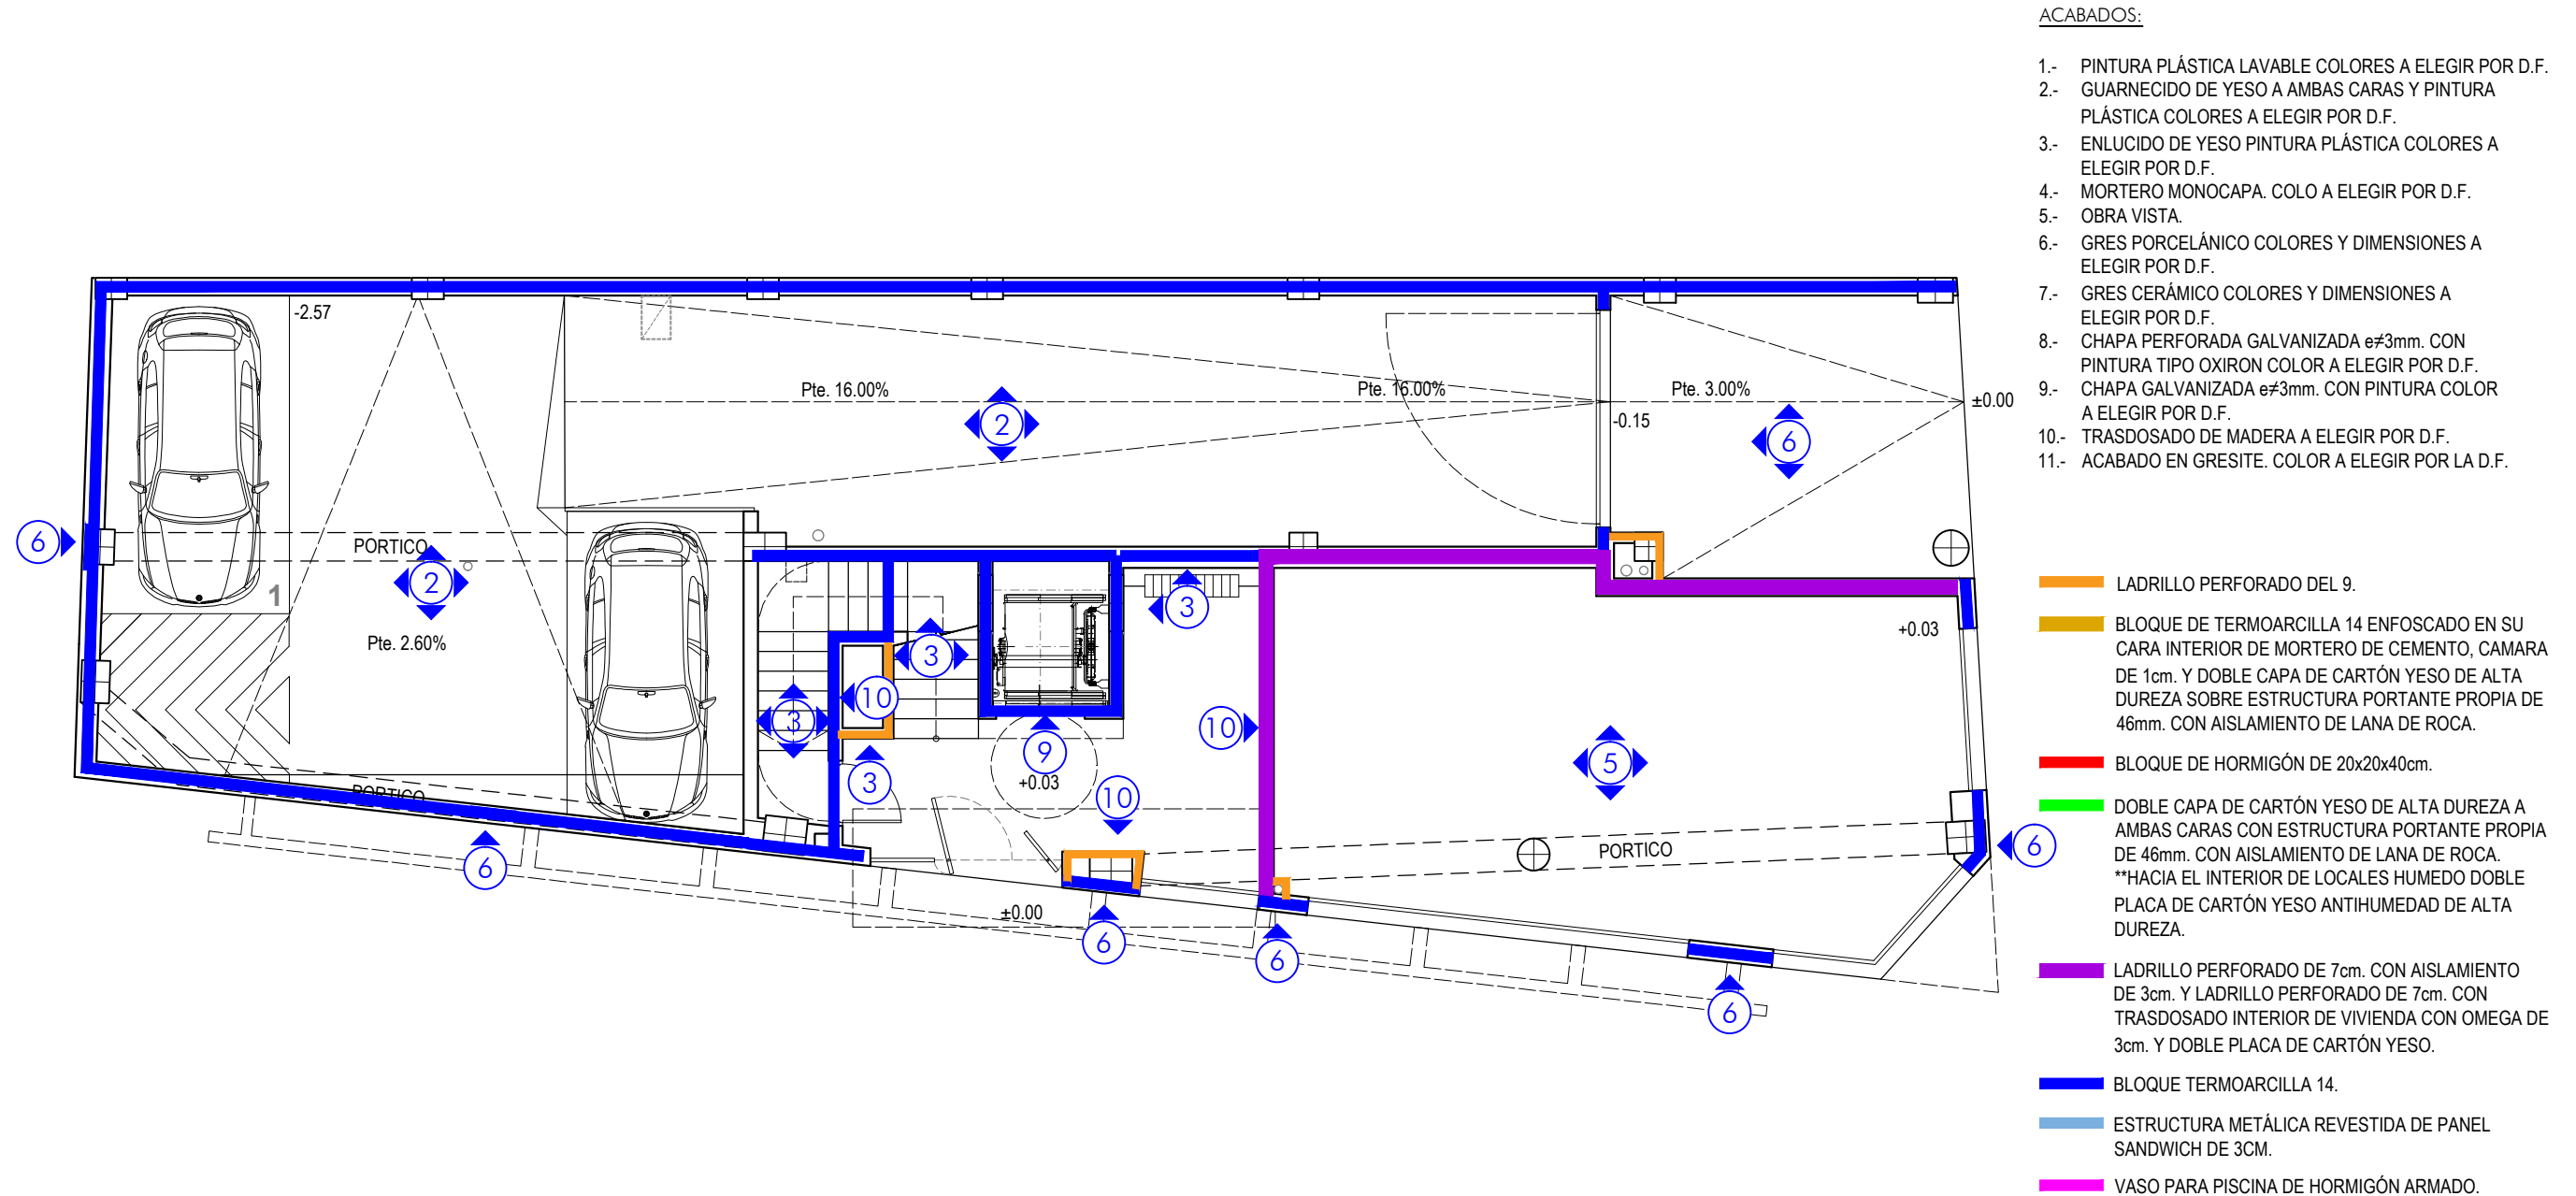 ACABADOS:
1.- PINTURA PLÁSTICA LAVABLE COLORES A ELEGIR POR D.F.
2.- GUARNECIDO DE YESO A AMBAS CARAS Y PINTURA
PLÁSTICA COLORES A ELEGIR POR D.F.
3.- ENLUCIDO DE YESO PINTURA PLÁSTICA COLORES A
ELEGIR POR D.F.
4.- MORTERO MONOCAPA. COLO A ELEGIR POR D.F.
5.- OBRA VISTA.
6.- GRES PORCELÁNICO COLORES Y DIMENSIONES A
ELEGIR POR D.F.
7.- GRES CERÁMICO COLORES Y DIMENSIONES A
ELEGIR POR D.F.
8.- CHAPA PERFORADA GALVANIZADA e≠3mm. CON
PINTURA TIPO OXIRON COLOR A ELEGIR POR D.F.
9.- CHAPA GALVANIZADA e≠3mm. CON PINTURA COLOR
A ELEGIR POR D.F.
10.- TRASDOSADO DE MADERA A ELEGIR POR D.F.
11.- ACABADO EN GRESITE. COLOR A ELEGIR POR LA D.F.
LADRILLO PERFORADO DEL 9.
BLOQUE DE TERMOARCILLA 14 ENFOSCADO EN SU
CARA INTERIOR DE MORTERO DE CEMENTO, CAMARA
DE 1cm. Y DOBLE CAPA DE CARTÓN YESO DE ALTA
DUREZA SOBRE ESTRUCTURA PORTANTE PROPIA DE
46mm. CON AISLAMIENTO DE LANA DE ROCA.
BLOQUE DE HORMIGÓN DE 20x20x40cm.
DOBLE CAPA DE CARTÓN YESO DE ALTA DUREZA A
AMBAS CARAS CON ESTRUCTURA PORTANTE PROPIA
DE 46mm. CON AISLAMIENTO DE LANA DE ROCA.
**HACIA EL INTERIOR DE LOCALES HUMEDO DOBLE
PLACA DE CARTÓN YESO ANTIHUMEDAD DE ALTA
DUREZA.
LADRILLO PERFORADO DE 7cm. CON AISLAMIENTO
DE 3cm. Y LADRILLO PERFORADO DE 7cm. CON
TRASDOSADO INTERIOR DE VIVIENDA CON OMEGA DE
3cm. Y DOBLE PLACA DE CARTÓN YESO.
BLOQUE TERMOARCILLA 14.
ESTRUCTURA METÁLICA REVESTIDA DE PANEL
SANDWICH DE 3CM.
VASO PARA PISCINA DE HORMIGÓN ARMADO.
-2.57
Pte. 16.00%
Pte. 16.00%
Pte. 3.00%
±0.00
-0.15
2
6
6
PORTICO
2
1
3
+0.03
Pte. 2.60%
3
10
3
10
9
5
+0.03
3
10
PORTICO
PORTICO
6
6
±0.00
6
6
6